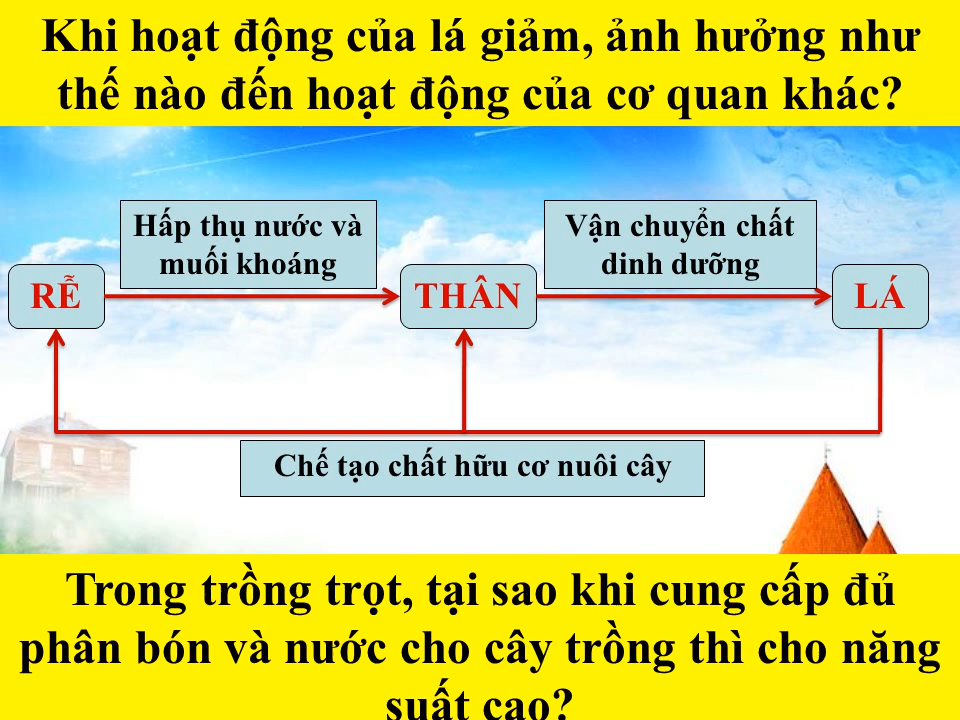 Khi hoạt động của lá giảm, ảnh hưởng như
thế nào đến hoạt động của cơ quan khác?
Hấp thụ nước và
muối khoáng
Vận chuyển chất
dinh dưỡng
RỄ
THÂN
LÁ
Chế tạo chất hữu cơ nuôi cây
Trong trồng trọt, tại sao khi cung cấp đủ
phân bón và nước cho cây trồng thì cho năng
suất cao?